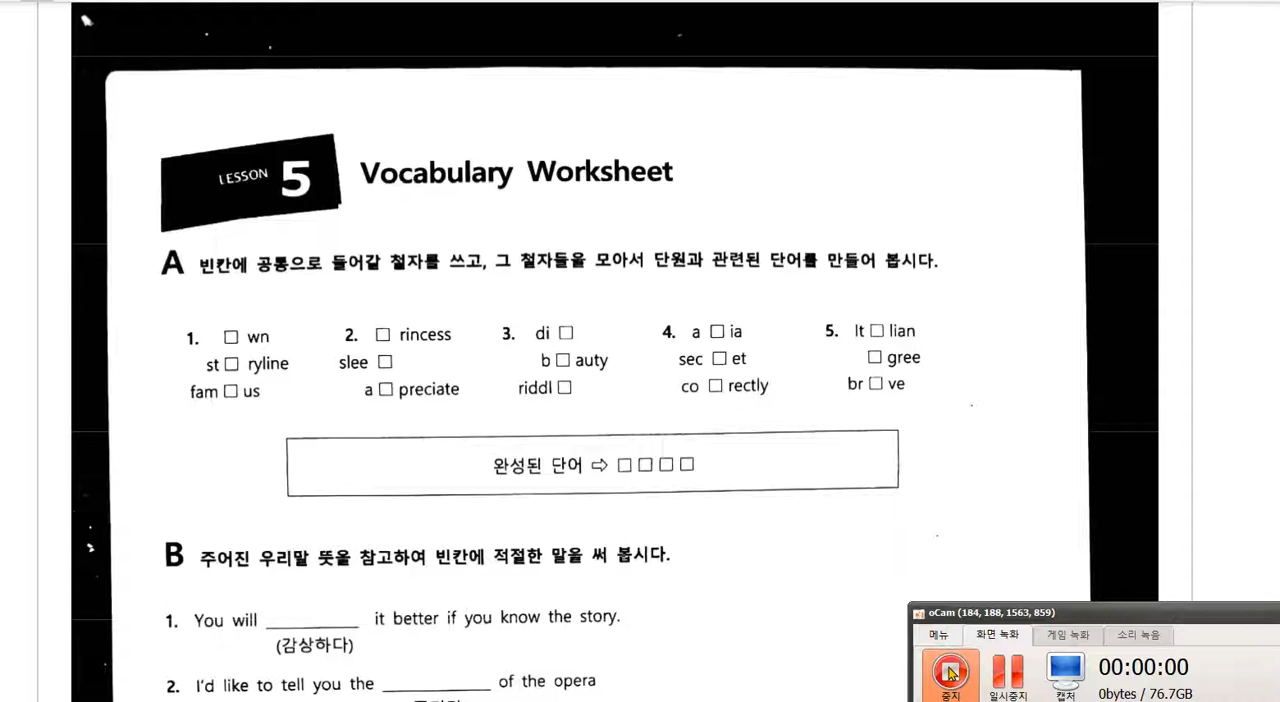 LESSON 5 Vocabulary Worksheet
A 빈칸에 공통으로 들어갈 철자를 쓰고, 그 철자들을 모아서 단원과 관련된 단어를 만들어 봅시다.
1. □ wn 2. □ rincess 3. di □ 4. a □ ia 5. It □ lian
st □ ryline slee □ b □ auty sec □ et □ gree
fam □ us a □ preciate riddl □ co □ rectly br □ ve
완성된 단어 ⇨ □ □ □ □
B 주어진 우리말 뜻을 참고하여 빈칸에 적절한 말을 써 봅시다.
1. You will __________ it better if you know the story.
(감상하다)
2. I'd like to tell you the __________ of the opera
oCam (184, 188, 1563, 859)
메뉴 화면 녹화 게임 녹화 소리 녹음
00:00:00
중지 일시중지 캡처 0bytes / 76.7GB